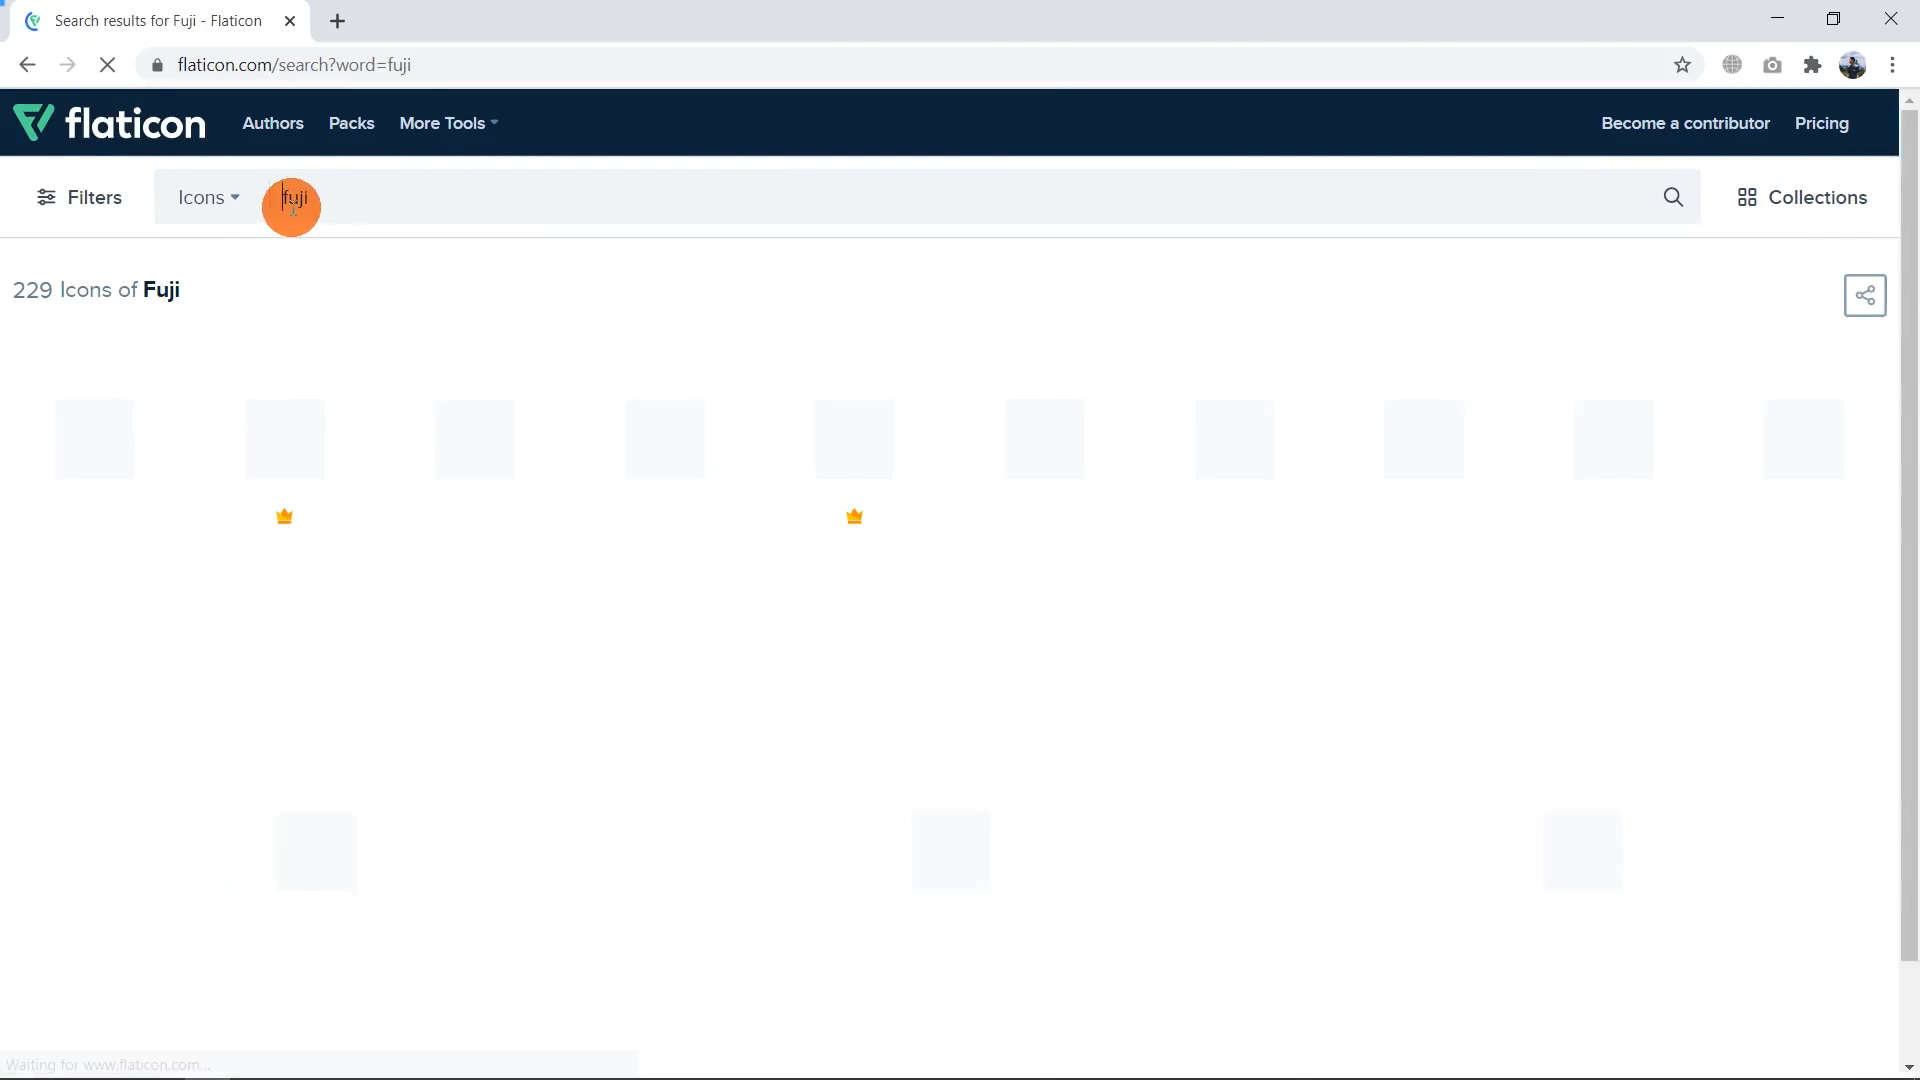 Search results for Fuji - Flaticon
flaticon.com/search?word=fuji
flaticon Authors Packs More Tools Become a contributor Pricing
Filters Icons fuji Collections
229 Icons of Fuji
Waiting for www.flaticon.com...